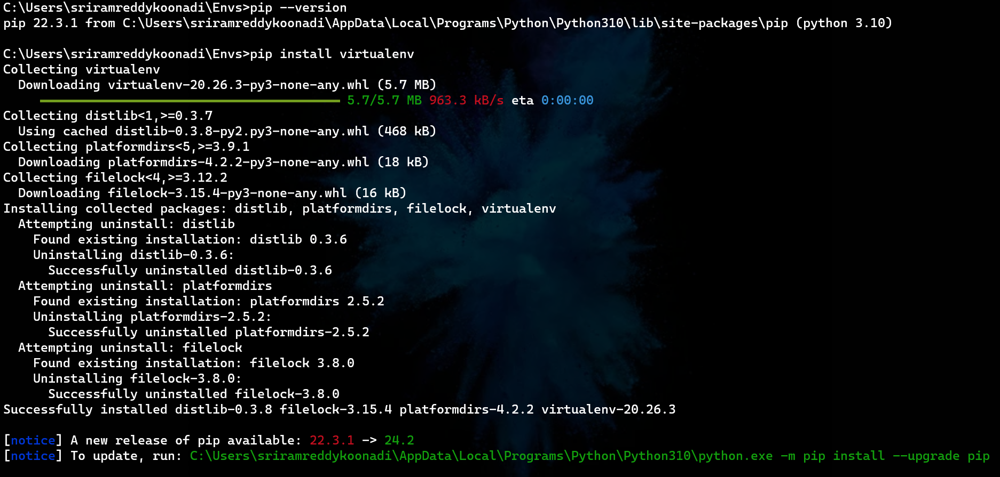 C:\Users\sriramreddykoonadi\Envs>pip --version
pip 22.3.1 from C:\Users\sriramreddykoonadi\AppData\Local\Programs\Python\Python310\lib\site-packages\pip (python 3.10)
C:\Users\sriramreddykoonadi\Envs>pip install virtualenv
Collecting virtualenv
  Downloading virtualenv-20.26.3-py3-none-any.whl (5.7 MB)
     5.7/5.7 MB 963.3 kB/s eta 0:00:00
Collecting distlib<1,>=0.3.7
  Using cached distlib-0.3.8-py2.py3-none-any.whl (468 kB)
Collecting platformdirs<5,>=3.9.1
  Downloading platformdirs-4.2.2-py3-none-any.whl (18 kB)
Collecting filelock<4,>=3.12.2
  Downloading filelock-3.15.4-py3-none-any.whl (16 kB)
Installing collected packages: distlib, platformdirs, filelock, virtualenv
  Attempting uninstall: distlib
    Found existing installation: distlib 0.3.6
    Uninstalling distlib-0.3.6:
      Successfully uninstalled distlib-0.3.6
  Attempting uninstall: platformdirs
    Found existing installation: platformdirs 2.5.2
    Uninstalling platformdirs-2.5.2:
      Successfully uninstalled platformdirs-2.5.2
  Attempting uninstall: filelock
    Found existing installation: filelock 3.8.0
    Uninstalling filelock-3.8.0:
      Successfully uninstalled filelock-3.8.0
Successfully installed distlib-0.3.8 filelock-3.15.4 platformdirs-4.2.2 virtualenv-20.26.3
[notice] A new release of pip available: 22.3.1 -> 24.2
[notice] To update, run: C:\Users\sriramreddykoonadi\AppData\Local\Programs\Python\Python310\python.exe -m pip install --upgrade pip